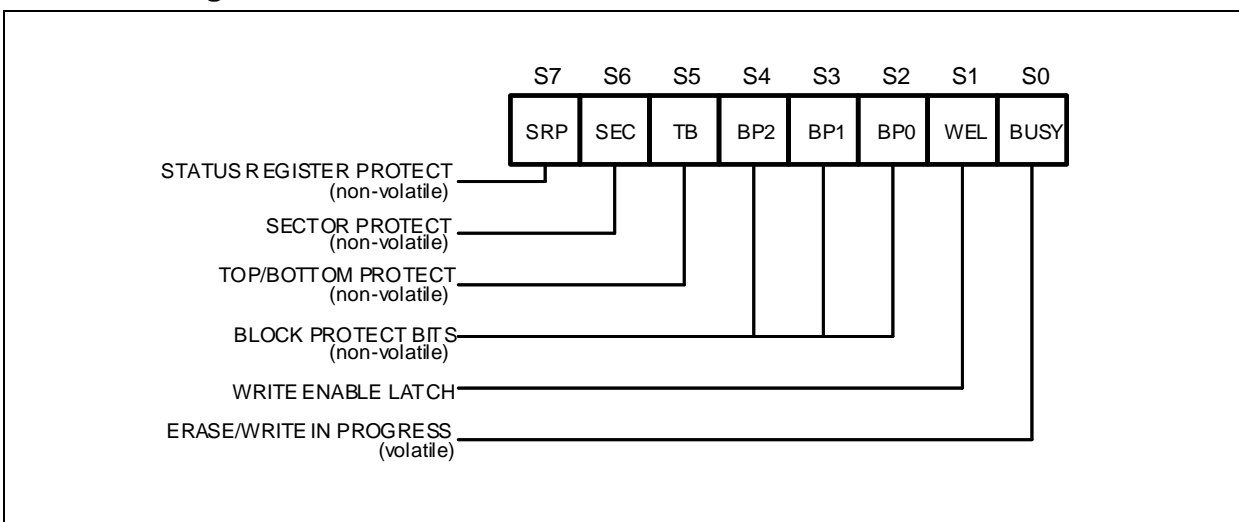 S7 S6 S5 S4 S3 S2 S1 S0
SRP SEC TB BP2 BP1 BP0 WEL BUSY
STATUS REGISTER PROTECT
(non-volatile)
SECTOR PROTECT
(non-volatile)
TOP/BOTTOM PROTECT
(non-volatile)
BLOCK PROTECT BITS
(non-volatile)
WRITE ENABLE LATCH
ERASE/WRITE IN PROGRESS
(volatile)